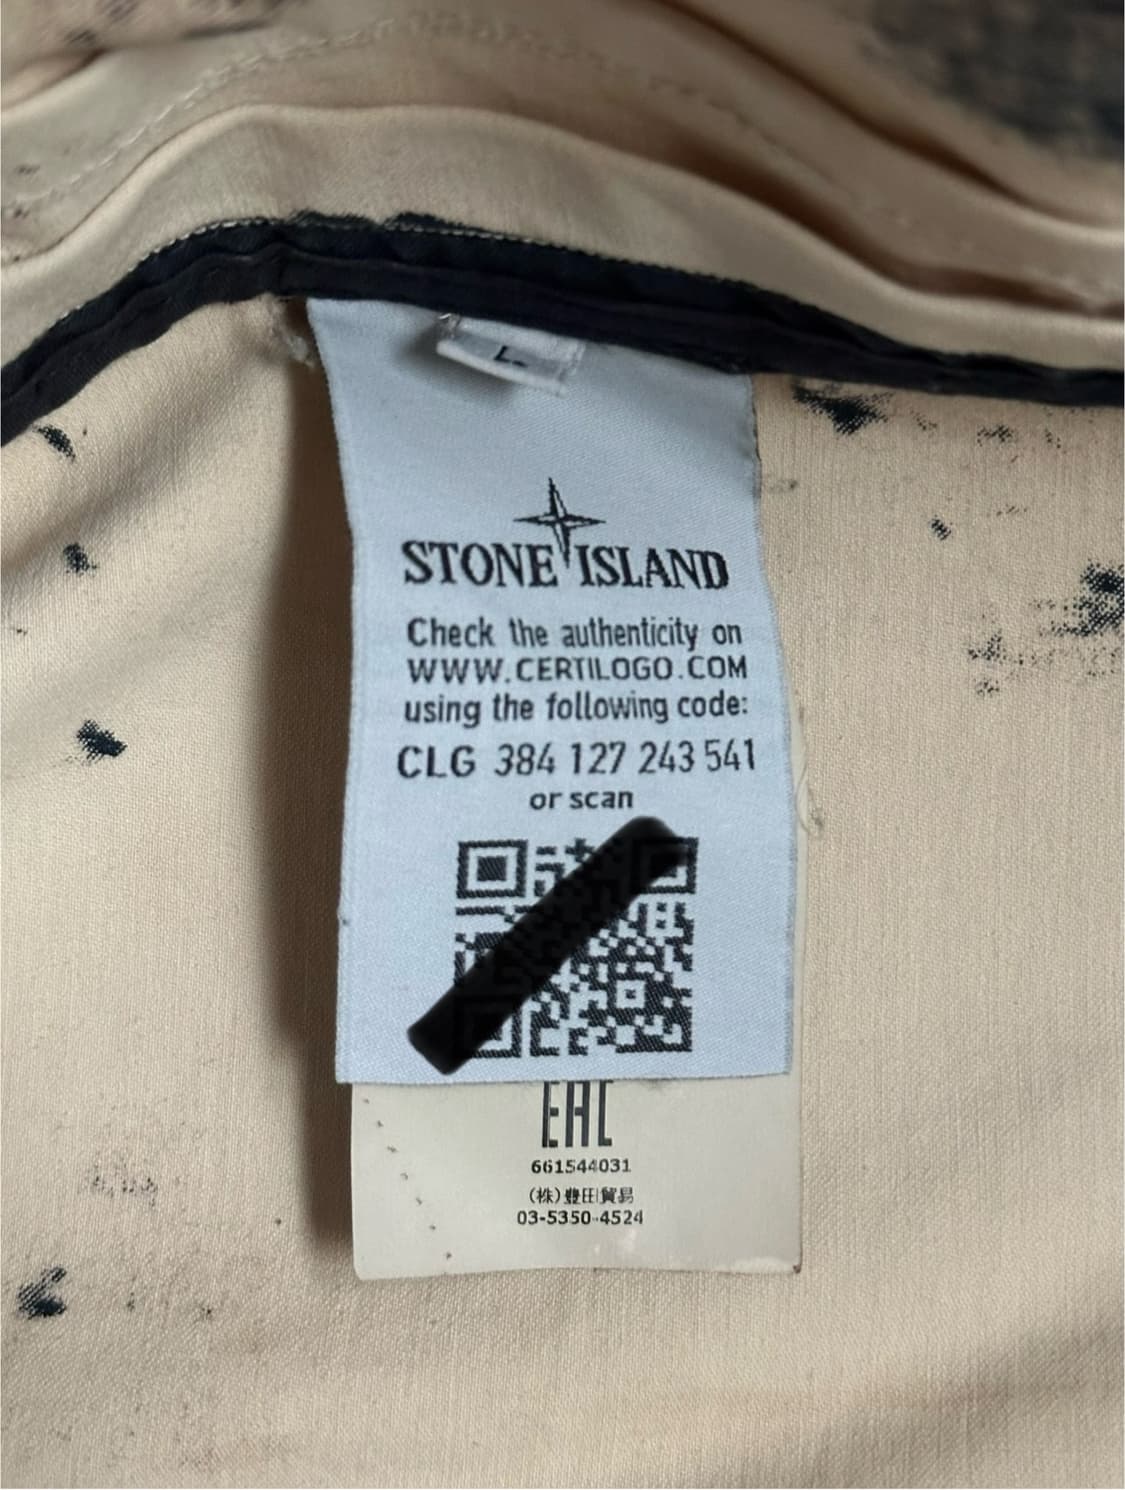 L.
STONE ISLAND
Check the authenticity on
WWW.CERTILOGO.COM
using the following code:
CLG 384 127 243 541
or scan
EAC
661544031
(株)豊田貿易
03-5350-4524